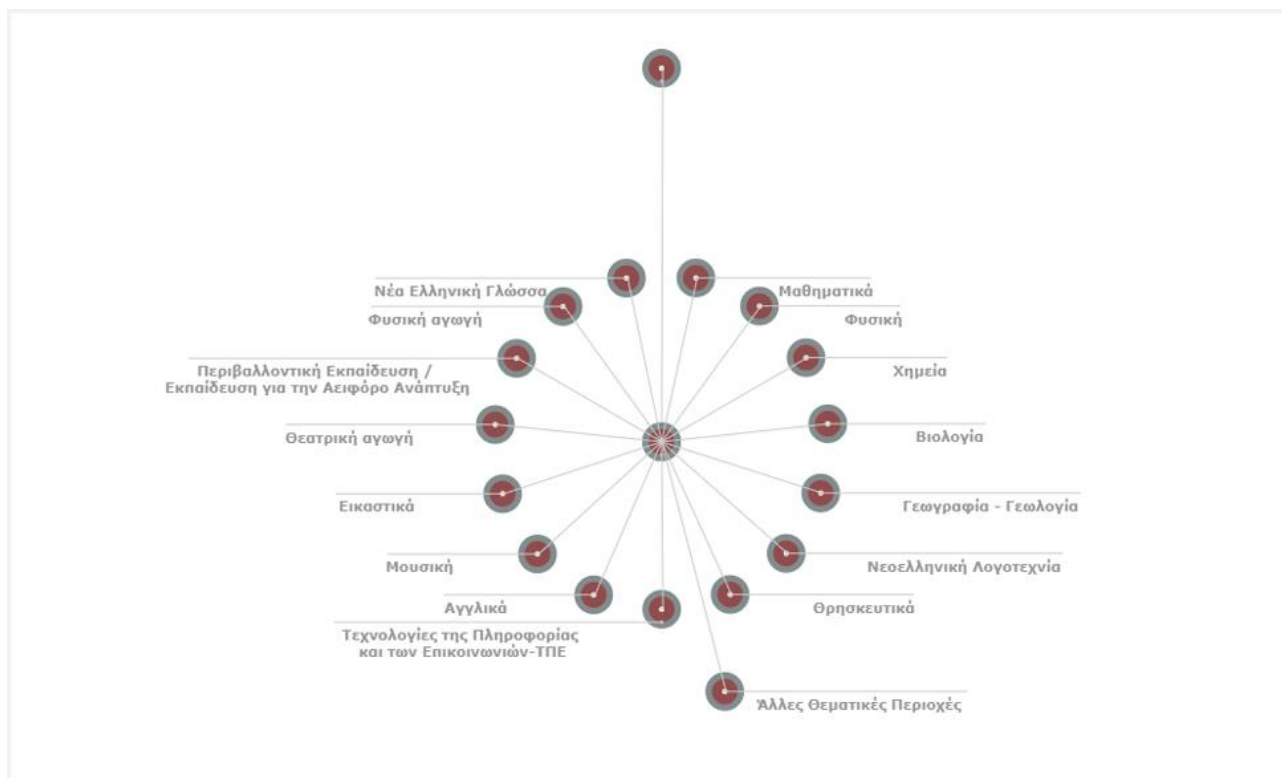 Νέα Ελληνική Γλώσσα
Μαθηματικά
Φυσική αγωγή
Φυσική
Περιβαλλοντική Εκπαίδευση /
Εκπαίδευση για την Αειφόρο Ανάπτυξη
Χημεία
Θεατρική αγωγή
Βιολογία
Εικαστικά
Γεωγραφία - Γεωλογία
Μουσική
Νεοελληνική Λογοτεχνία
Αγγλικά
Θρησκευτικά
Τεχνολογίες της Πληροφορίας
και των Επικοινωνιών-ΤΠΕ
Άλλες Θεματικές Περιοχές